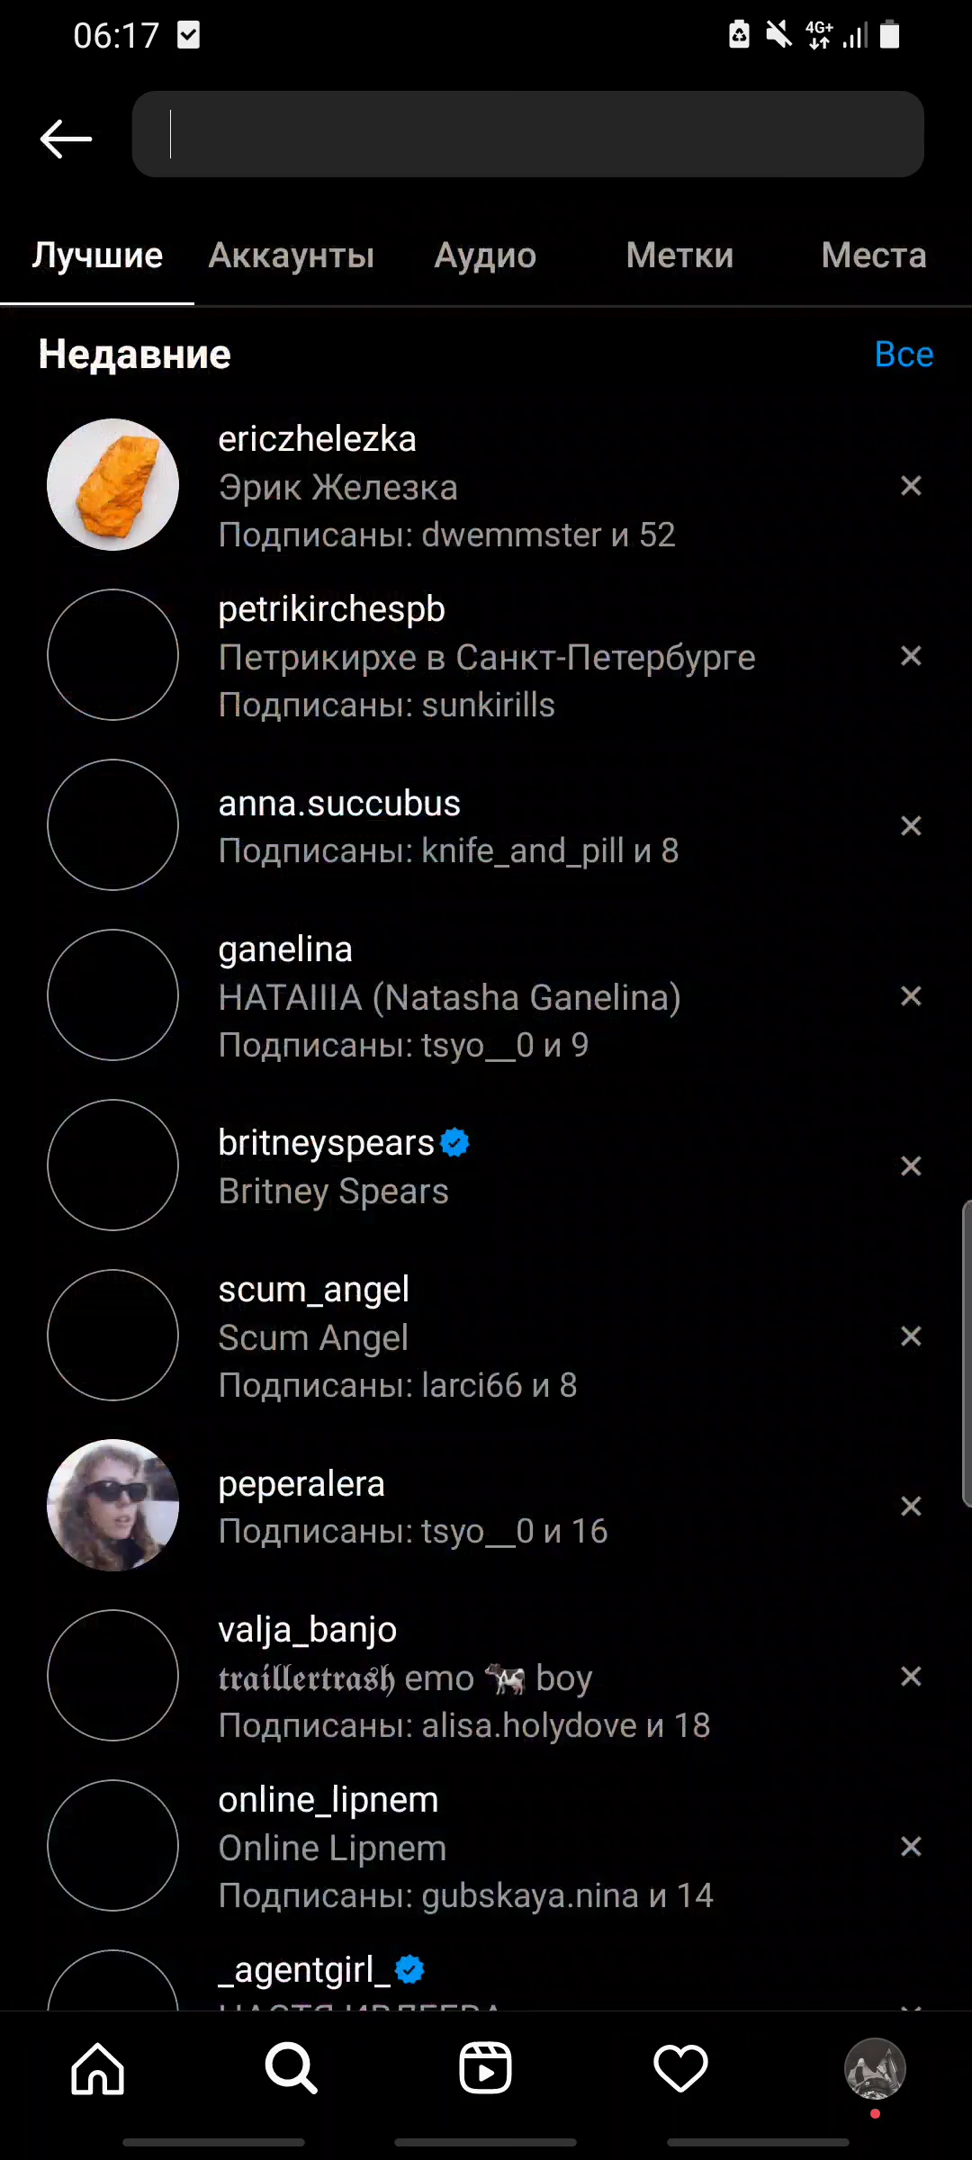 06:17
4G+
Лучшие Аккаунты Аудио Метки Места
Недавние Все
ericzhelezka
Эрик Железка
Подписаны: dwemmster и 52
petrikirchespb
Петрикирхе в Санкт-Петербурге
Подписаны: sunkirills
anna.succubus
Подписаны: knife_and_pill и 8
ganelina
НАТАIIIA (Natasha Ganelina)
Подписаны: tsyo__0 и 9
britneyspears
Britney Spears
scum_angel
Scum Angel
Подписаны: larci66 и 8
peperalera
Подписаны: tsyo__0 и 16
valja_banjo
𝖙𝖗𝖆𝖎𝖑𝖑𝖊𝖗𝖙𝖗𝖆𝖘𝖍 emo 🐄 boy
Подписаны: alisa.holydove и 18
online_lipnem
Online Lipnem
Подписаны: gubskaya.nina и 14
_agentgirl_
НАСТЯ ИВЛЕЕВА